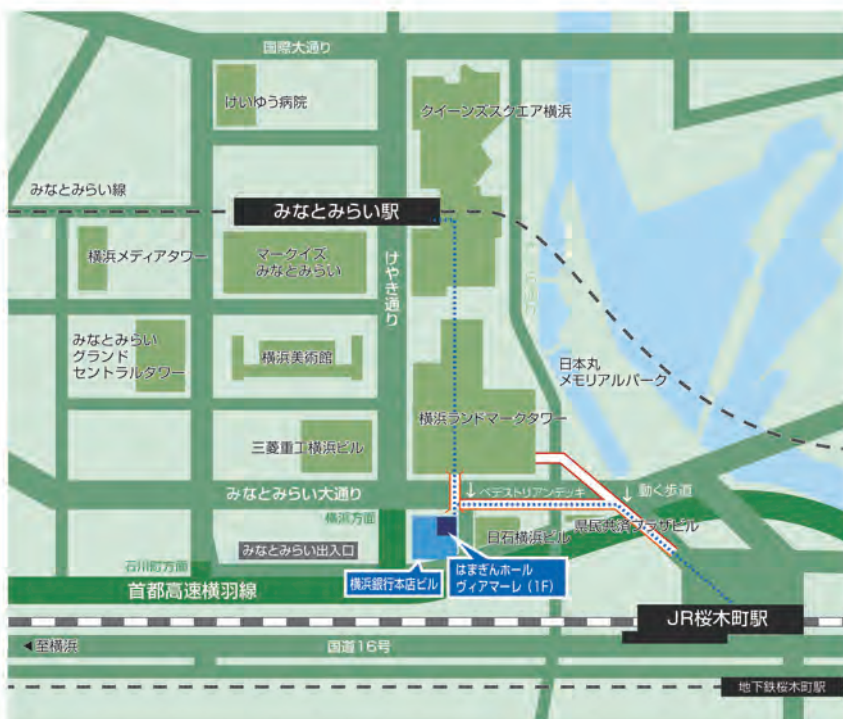 国際大通り
けいゆう病院
クイーンズスクエア横浜
みなとみらい線
みなとみらい駅
横浜メディアタワー
マークイズ
みなとみらい
けやき通り
みなとみらい
グランド
セントラルタワー
横浜美術館
日本丸
メモリアルパーク
横浜ランドマークタワー
三菱重工横浜ビル
みなとみらい大通り
↓ペデストリアンデッキ
↓動く歩道
横浜方面
日石横浜ビル
県民共済プラザビル
みなとみらい出入口
石川町方面
横浜銀行本店ビル
はまぎんホール
ヴィアマーレ（1F）
首都高速横羽線
JR桜木町駅
◀至横浜
国道16号
地下鉄桜木町駅